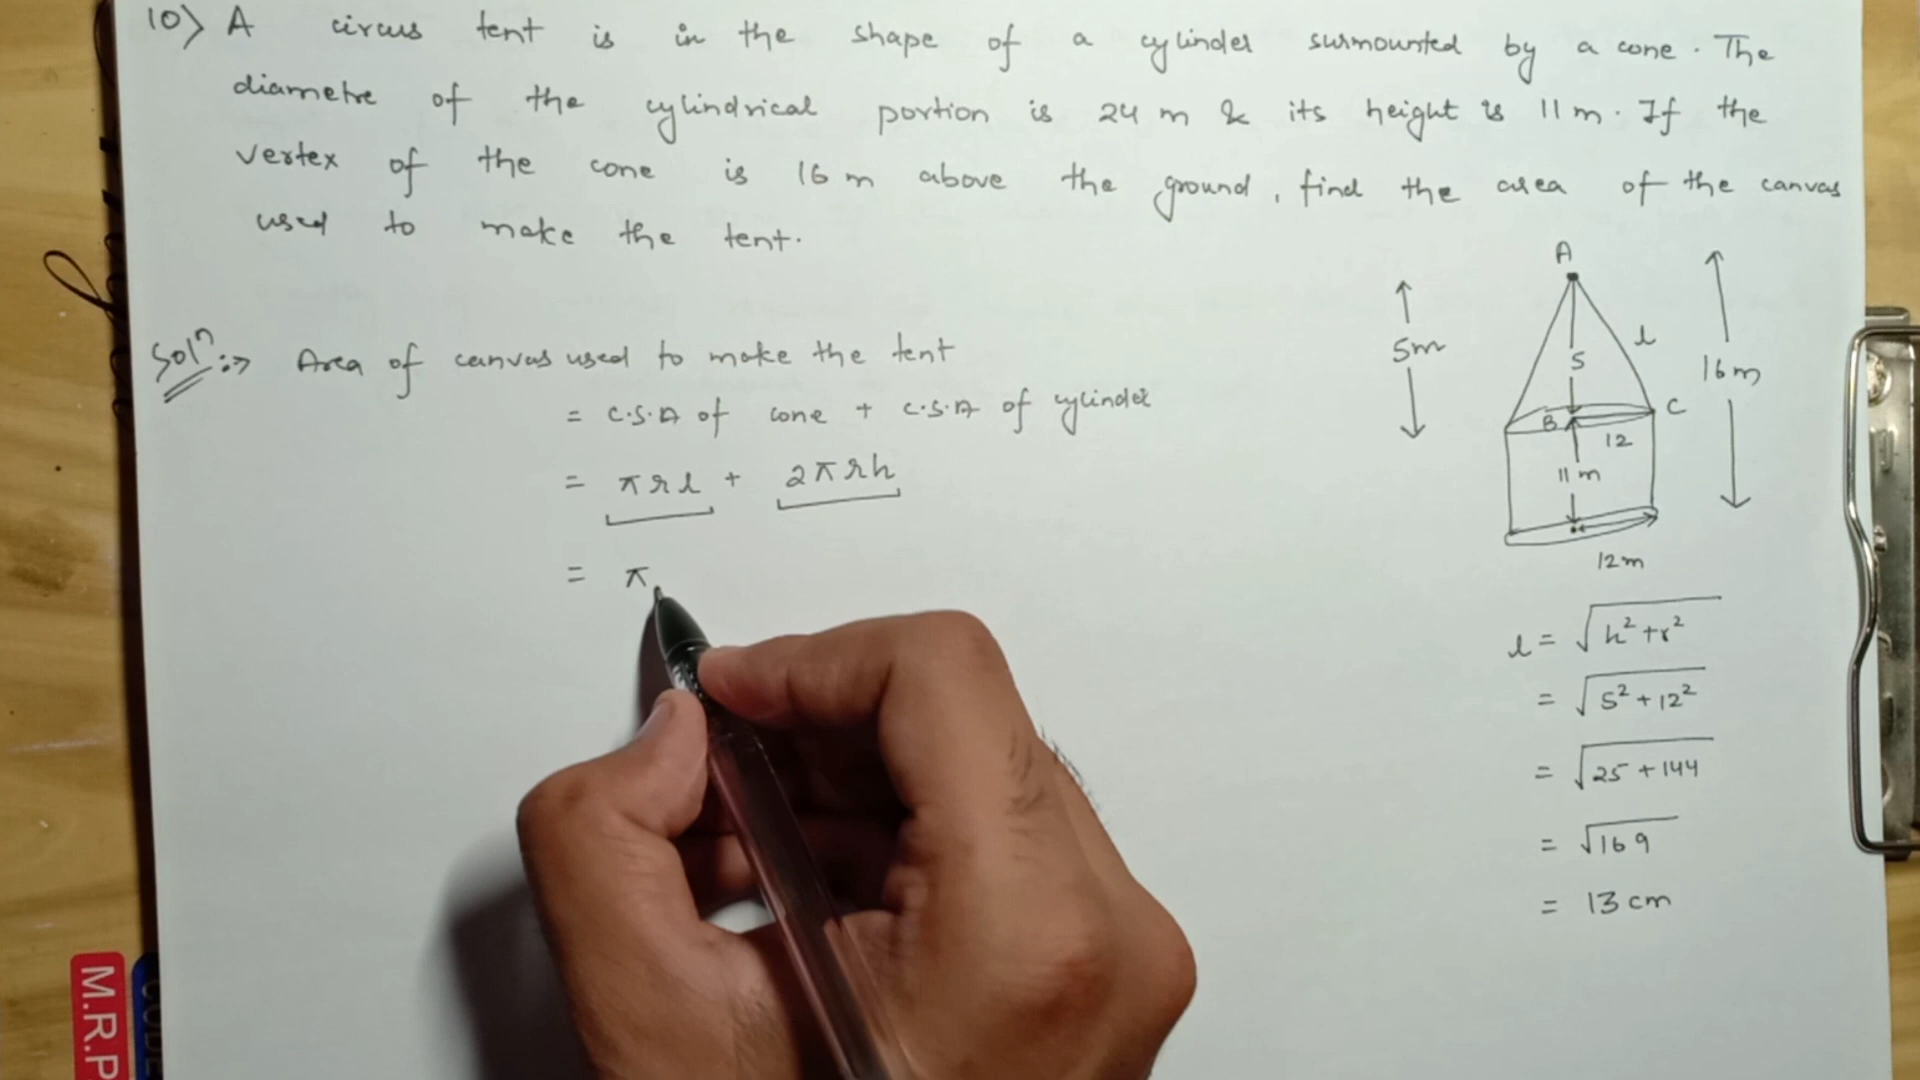 10) A circus tent is in the shape of a cylinder surmounted by a cone. The
diametre of the cylindrical portion is 24 m & its height is 11 m. If the
vertex of the cone is 16 m above the ground, find the area of the canvas
used to make the tent.
Solⁿ :→ Area of canvas used to make the tent
= C.S.A of cone + C.S.A of cylinder
= πrl + 2πrh
= π
A
5m
l
5
16 m
B
C
12
11 m
12m
l = √h² + r²
= √5² + 12²
= √25 + 144
= √169
= 13 cm
M.R.P